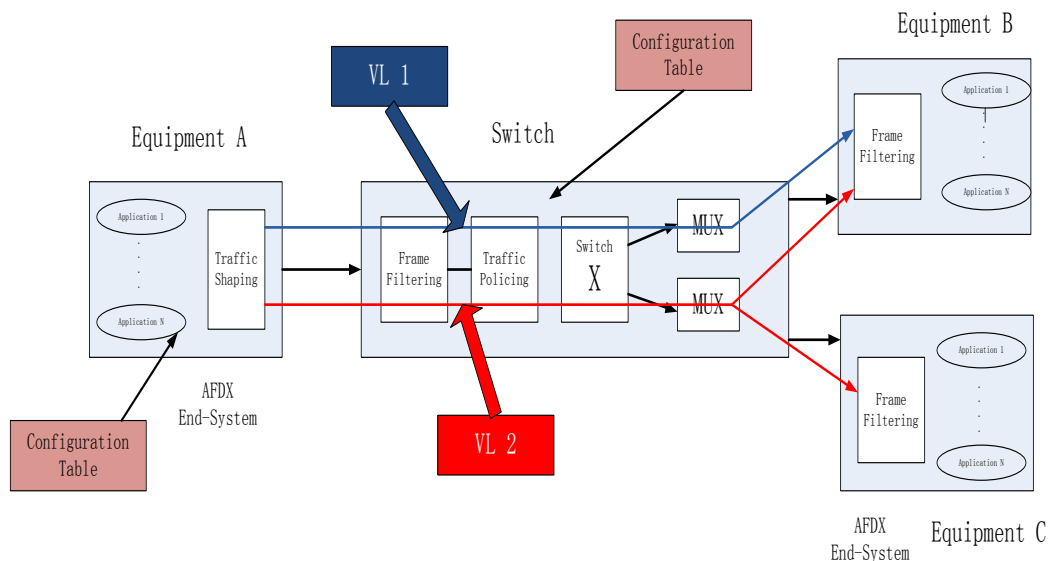 Equipment B
Configuration
Table
VL 1
Application 1
Frame
Filtering
Application N
Equipment A
Switch
Application 1
Traffic
Shaping
Application N
Frame
Filtering
Traffic
Policing
Switch
X
MUX
MUX
AFDX
End-System
Configuration
Table
VL 2
Application 1
Frame
Filtering
Application N
AFDX
End-System
Equipment C